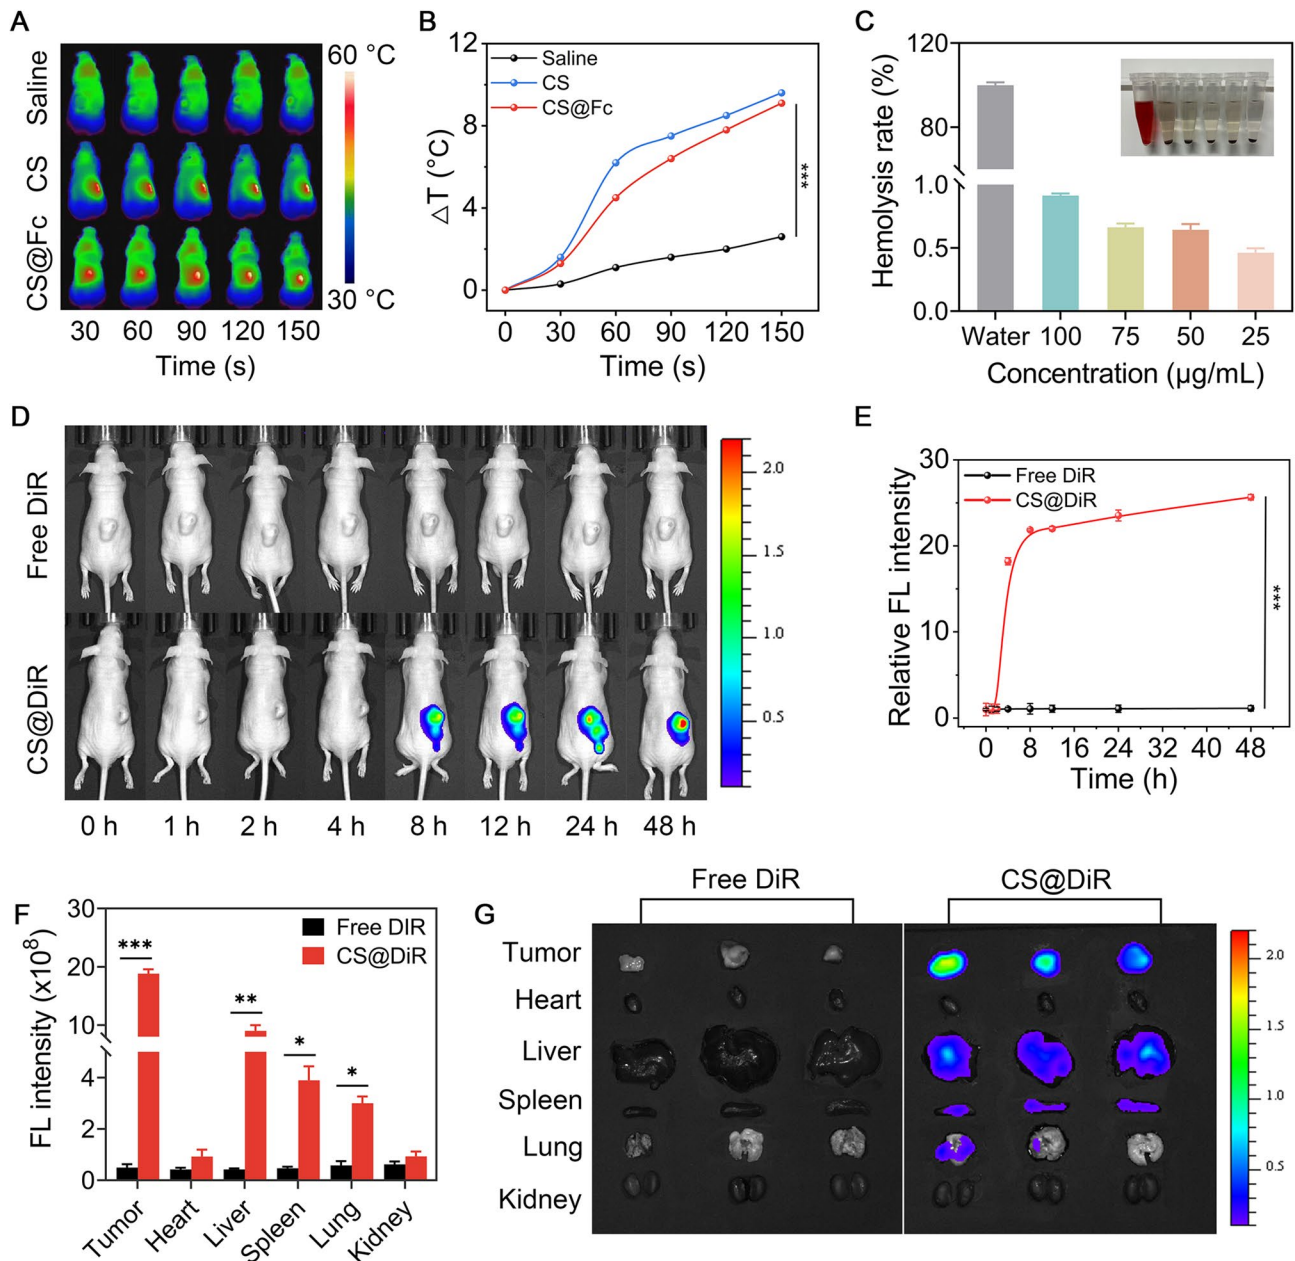 A
Saline
CS
CS@Fc
60 °C
30 °C
30 60 90 120 150
Time (s)
B
12
8
4
0
△T (°C)
Saline
CS
CS@Fc
***
0 30 60 90 120 150
Time (s)
C
Hemolysis rate (%)
120
80
1.0
0.5
0.0
Water 100 75 50 25
Concentration (μg/mL)
D
Free DiR
CS@DiR
2.0
1.5
1.0
0.5
0 h 1 h 2 h 4 h 8 h 12 h 24 h 48 h
E
Relative FL intensity
30
20
10
0
Free DiR
CS@DiR
***
0 8 16 24 32 40 48
Time (h)
F
FL intensity (x10⁸)
30
20
10
4
2
0
Free DIR
CS@DiR
***
**
*
*
Tumor Heart Liver Spleen Lung Kidney
G
Free DiR CS@DiR
Tumor
Heart
Liver
Spleen
Lung
Kidney
2.0
1.5
1.0
0.5